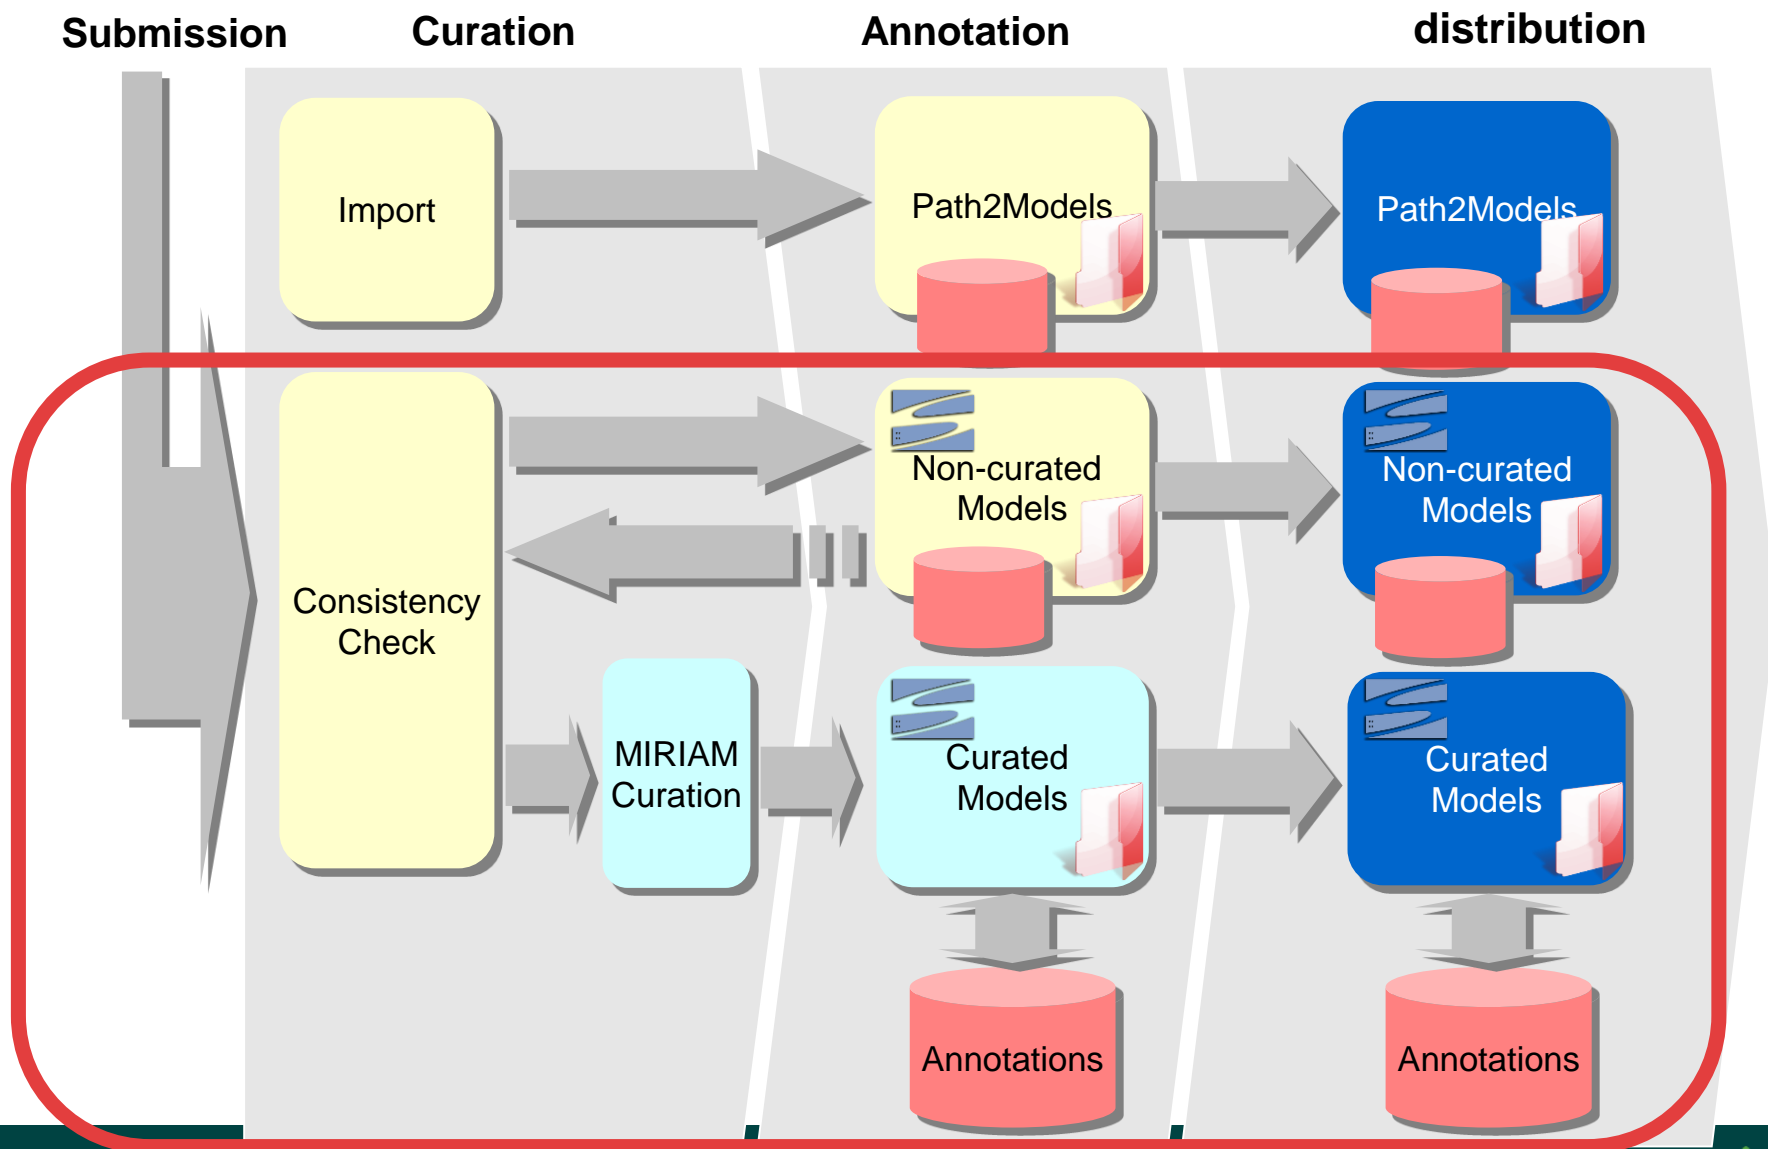 Submission
Curation
Annotation
distribution
Import
Path2Models
Path2Models
Consistency
Check
Non-curated
Models
Non-curated
Models
MIRIAM
Curation
Curated
Models
Curated
Models
Annotations
Annotations